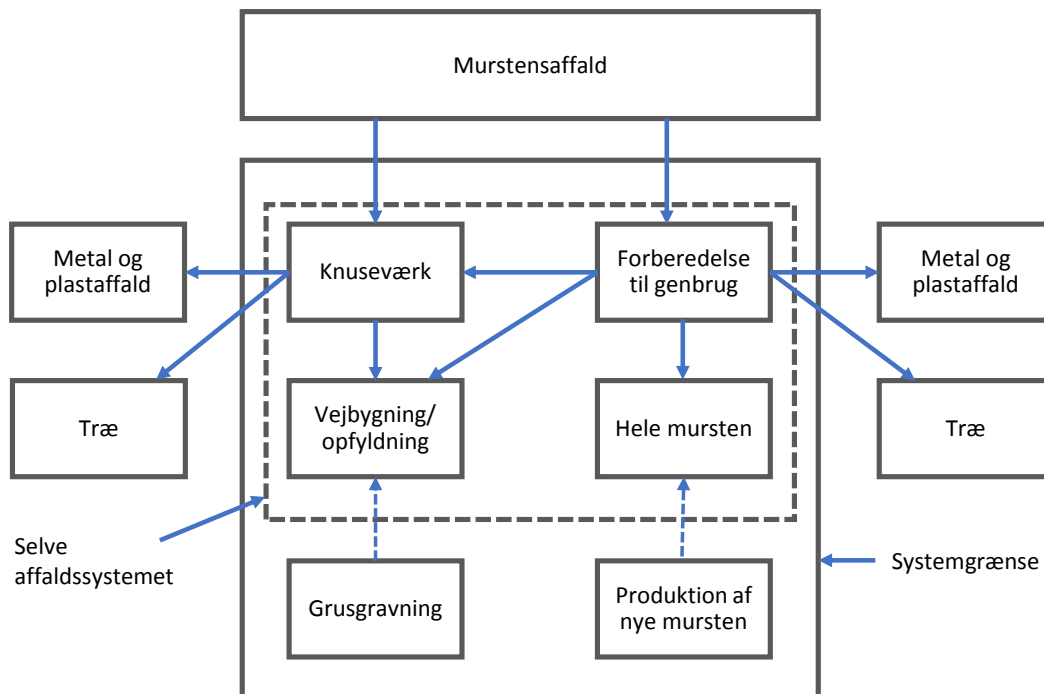 Murstensaffald
Metal og
plastaffald
Knuseværk
Forberedelse
til genbrug
Metal og
plastaffald
Træ
Vejbygning/
opfyldning
Hele mursten
Træ
Selve
affaldssystemet
Grusgravning
Produktion af
nye mursten
Systemgrænse